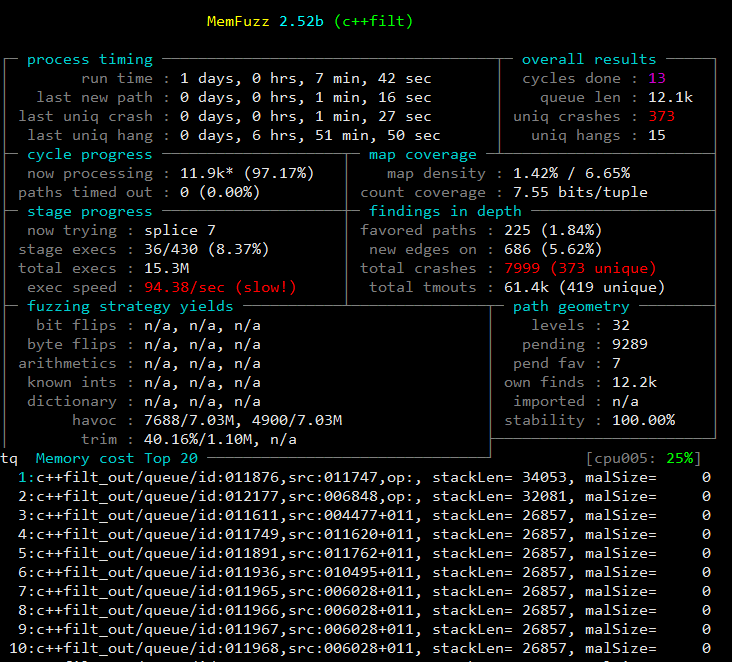 MemFuzz 2.52b (c++filt)
process timing overall results
run time : 1 days, 0 hrs, 7 min, 42 sec cycles done : 13
last new path : 0 days, 0 hrs, 1 min, 16 sec queue len : 12.1k
last uniq crash : 0 days, 0 hrs, 1 min, 27 sec uniq crashes : 373
last uniq hang : 0 days, 6 hrs, 51 min, 50 sec uniq hangs : 15
cycle progress map coverage
now processing : 11.9k* (97.17%) map density : 1.42% / 6.65%
paths timed out : 0 (0.00%) count coverage : 7.55 bits/tuple
stage progress findings in depth
now trying : splice 7 favored paths : 225 (1.84%)
stage execs : 36/430 (8.37%) new edges on : 686 (5.62%)
total execs : 15.3M total crashes : 7999 (373 unique)
exec speed : 94.38/sec (slow!) total tmouts : 61.4k (419 unique)
fuzzing strategy yields path geometry
bit flips : n/a, n/a, n/a levels : 32
byte flips : n/a, n/a, n/a pending : 9289
arithmetics : n/a, n/a, n/a pend fav : 7
known ints : n/a, n/a, n/a own finds : 12.2k
dictionary : n/a, n/a, n/a imported : n/a
havoc : 7688/7.03M, 4900/7.03M stability : 100.00%
trim : 40.16%/1.10M, n/a
tq Memory cost Top 20 [cpu005: 25%]
1:c++filt_out/queue/id:011876,src:011747,op:, stackLen= 34053, malSize= 0
2:c++filt_out/queue/id:012177,src:006848,op:, stackLen= 32081, malSize= 0
3:c++filt_out/queue/id:011611,src:004477+011, stackLen= 26857, malSize= 0
4:c++filt_out/queue/id:011749,src:011620+011, stackLen= 26857, malSize= 0
5:c++filt_out/queue/id:011891,src:011762+011, stackLen= 26857, malSize= 0
6:c++filt_out/queue/id:011936,src:010495+011, stackLen= 26857, malSize= 0
7:c++filt_out/queue/id:011965,src:006028+011, stackLen= 26857, malSize= 0
8:c++filt_out/queue/id:011966,src:006028+011, stackLen= 26857, malSize= 0
9:c++filt_out/queue/id:011967,src:006028+011, stackLen= 26857, malSize= 0
10:c++filt_out/queue/id:011968,src:006028+011, stackLen= 26857, malSize= 0